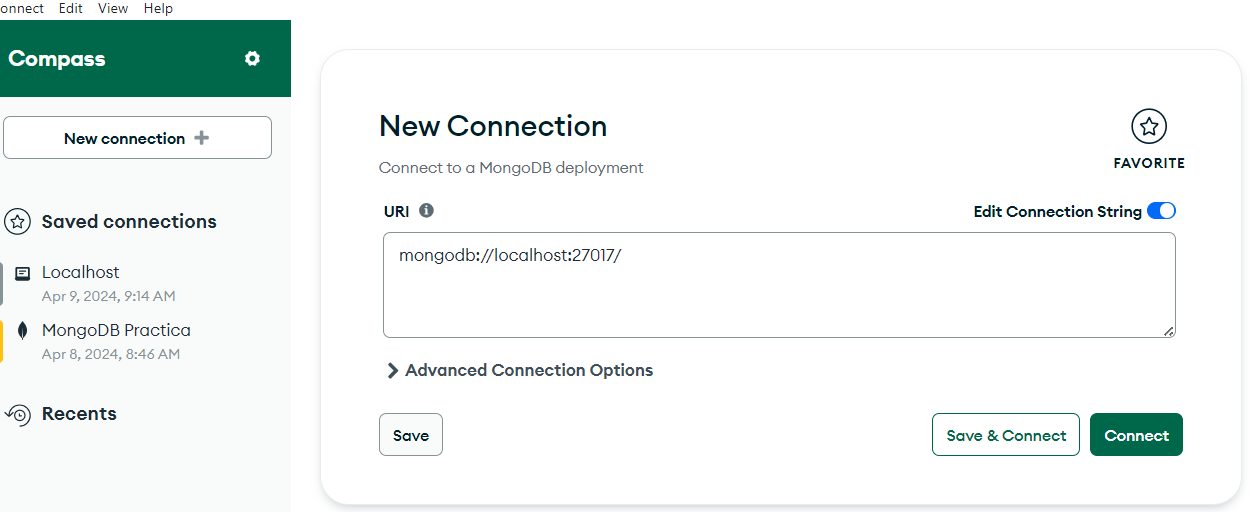 onnect Edit View Help
Compass
New connection
Saved connections
Localhost
Apr 9, 2024, 9:14 AM
MongoDB Practica
Apr 8, 2024, 8:46 AM
Recents
New Connection
Connect to a MongoDB deployment
FAVORITE
URI
Edit Connection String
mongodb://localhost:27017/
Advanced Connection Options
Save
Save & Connect
Connect